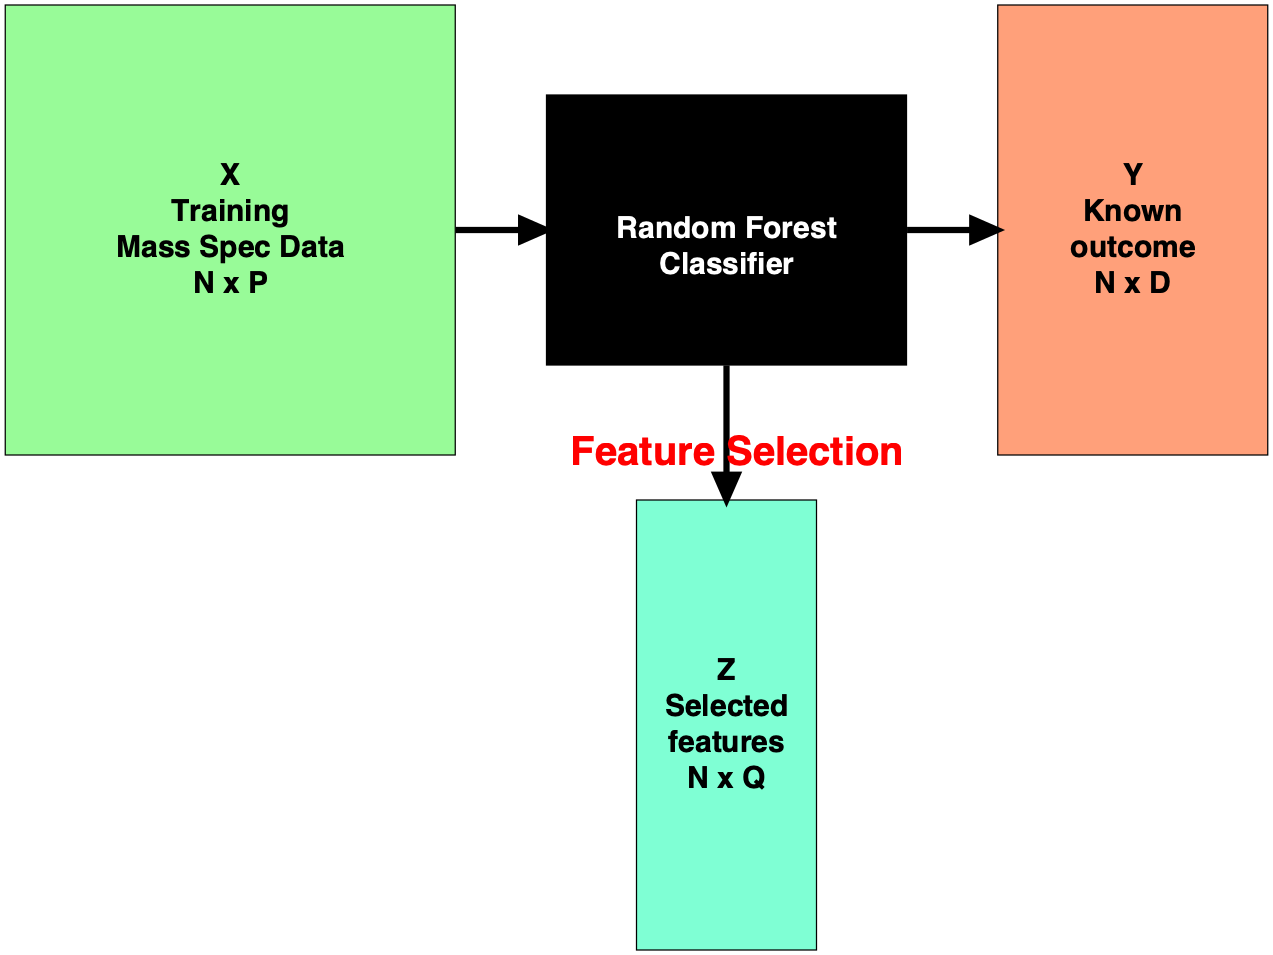 X
Training
Mass Spec Data
N x P
Random Forest
Classifier
Y
Known
outcome
N x D
Feature Selection
Z
Selected
features
N x Q